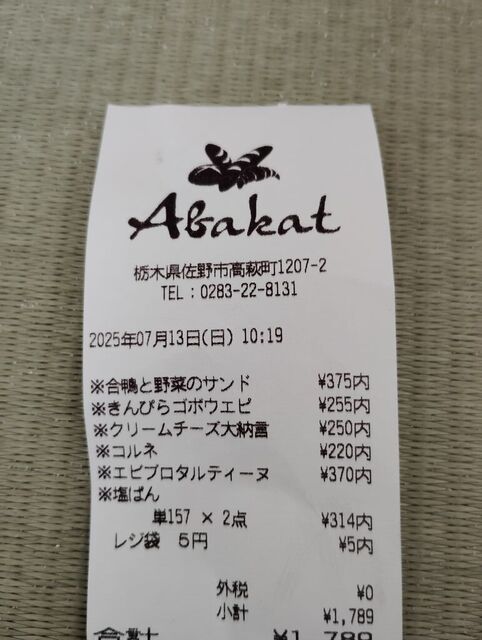 Abakat
栃木県佐野市高萩町1207-2
TEL:0283-22-8131
2025年07月13日(日) 10:19
※合鴨と野菜のサンド ¥375内
※きんぴらゴボウエピ ¥255内
※クリームチーズ大納言 ¥250内
※コルネ ¥220内
※エビブロタルティーヌ ¥370内
※塩ぱん
単157 × 2点 ¥314内
レジ袋 5円 ¥5内
外税 ¥0
小計 ¥1,789
合計 ¥1,789